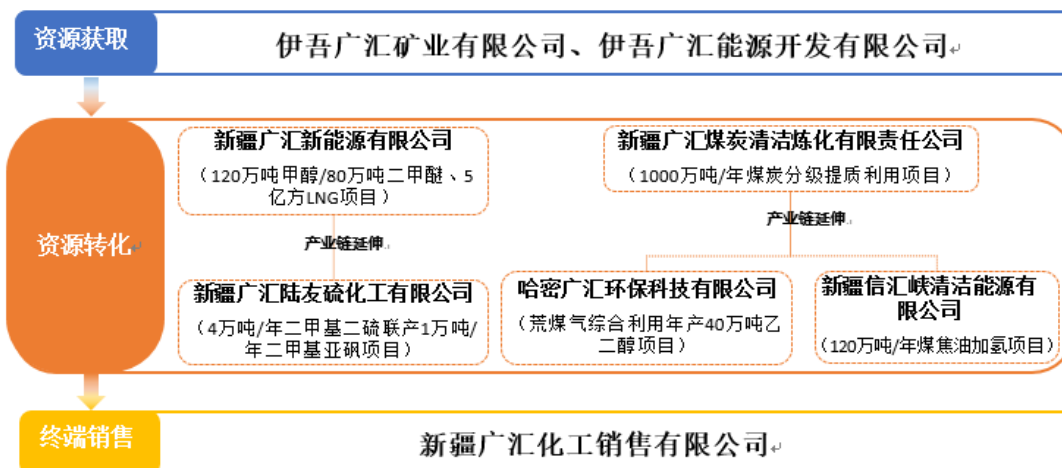 资源获取
伊吾广汇矿业有限公司、伊吾广汇能源开发有限公司
资源转化
新疆广汇新能源有限公司
（120万吨甲醇/80万吨二甲醚、5
亿方LNG项目）
产业链延伸
新疆广汇陆友硫化工有限公司
（4万吨/年二甲基二硫联产1万吨/
年二甲基亚砜项目）
新疆广汇煤炭清洁炼化有限责任公司
（1000万吨/年煤炭分级提质利用项目）
产业链延伸
哈密广汇环保科技有限公司
（荒煤气综合利用年产40万吨乙
二醇项目）
新疆信汇峡清洁能源有
限公司
（120万吨/年煤焦油加氢项目）
终端销售
新疆广汇化工销售有限公司